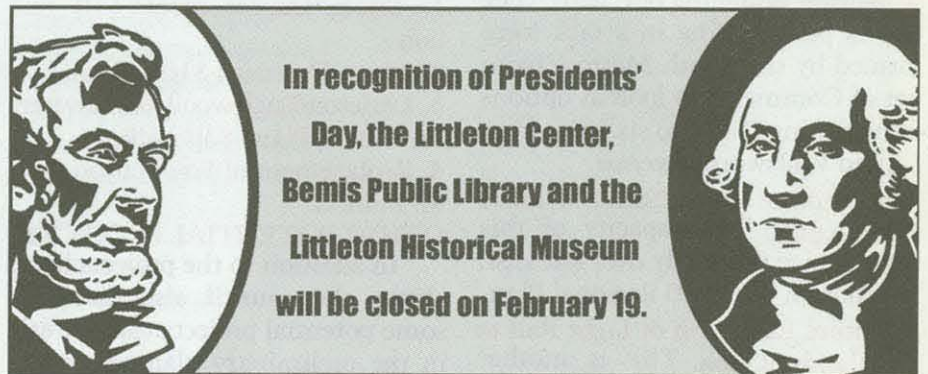 In recognition of Presidents'
Day, the Littleton Center,
Bemis Public Library and the
Littleton Historical Museum
will be closed on February 19.